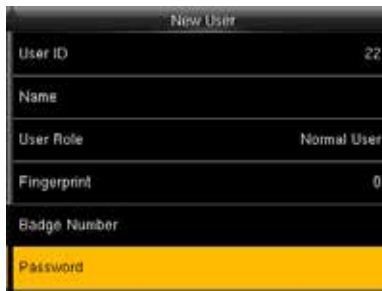 New User
User ID 22
Name
User Role Normal User
Fingerprint 0
Badge Number
Password